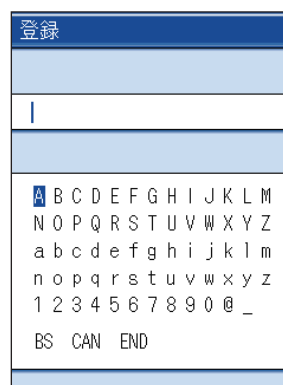 登録
A B C D E F G H I J K L M
N O P Q R S T U V W X Y Z
a b c d e f g h i j k l m
n o p q r s t u v w x y z
1 2 3 4 5 6 7 8 9 0 @ _
BS CAN END